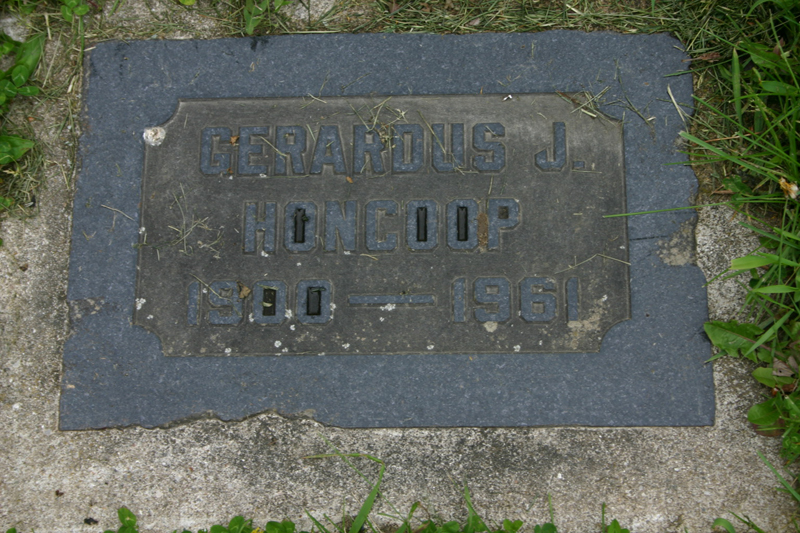 GERARDUS J.
HONCOOP
1900 — 1961